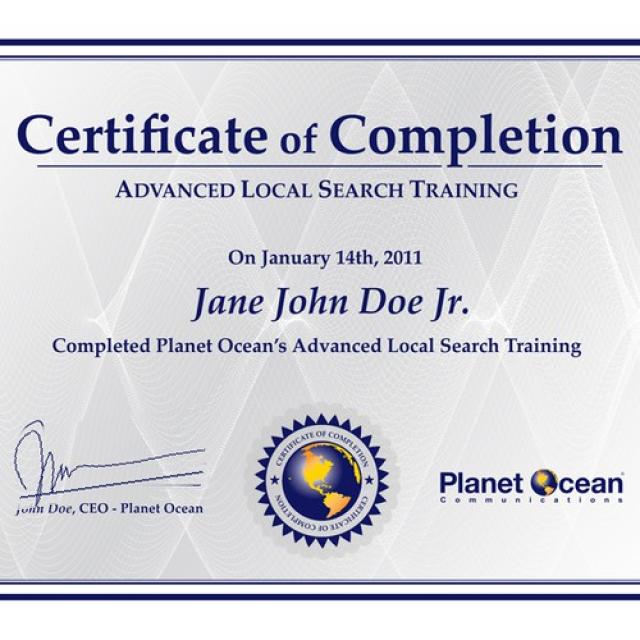 Certificate of Completion
ADVANCED LOCAL SEARCH TRAINING
On January 14th, 2011
Jane John Doe Jr.
Completed Planet Ocean's Advanced Local Search Training
John Doe, CEO - Planet Ocean
CERTIFICATE OF COMPLETION
CERTIFICATE OF COMPLETION
Planet Ocean
Communications